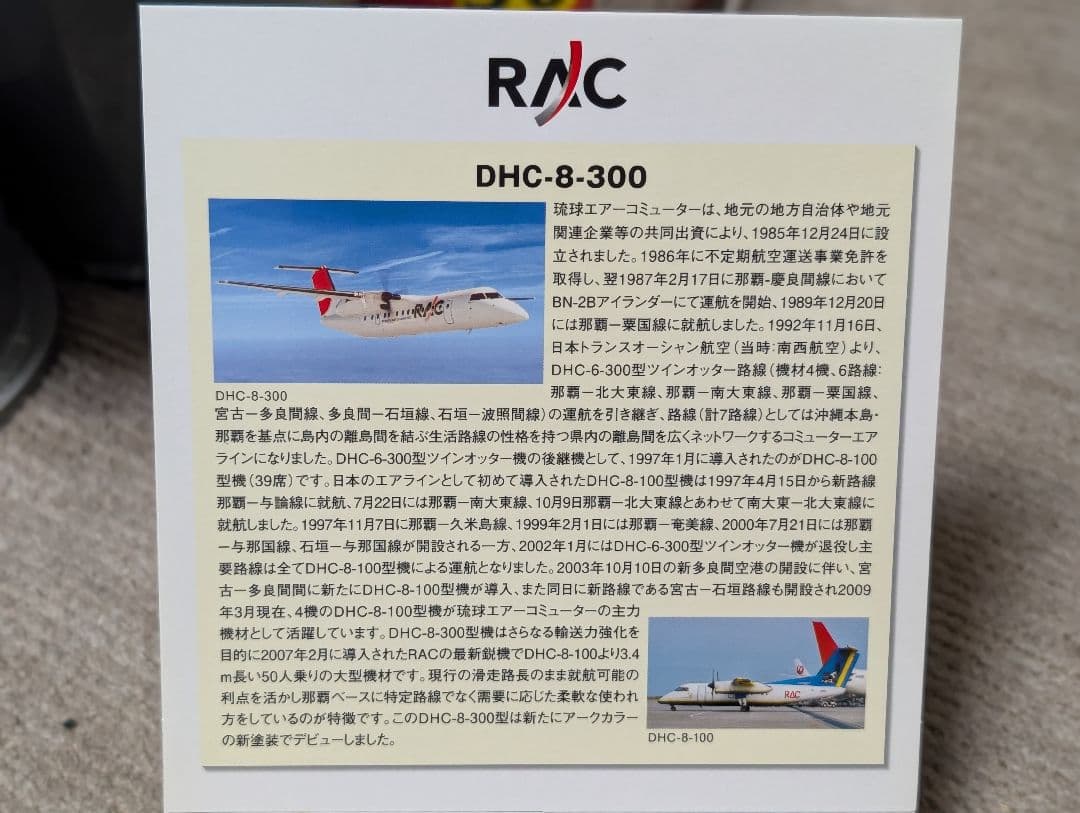 RAC
DHC-8-300
琉球エアーコミューターは、地元の地方自治体や地元
関連企業等の共同出資により、1985年12月24日に設
立されました。1986年に不定期航空運送事業免許を
取得し、翌1987年2月17日に那覇-慶良間線において
BN-2Bアイランダーにて運航を開始、1989年12月20日
には那覇ー粟国線に就航しました。1992年11月16日、
日本トランスオーシャン航空（当時：南西航空）より、
DHC-6-300型ツインオッター路線（機材4機、6路線：
那覇ー北大東線、那覇ー南大東線、那覇ー粟国線、
宮古ー多良間線、多良間ー石垣線、石垣ー波照間線）の運航を引き継ぎ、路線（計7路線）としては沖縄本島・
那覇を基点に島内の離島間を結ぶ生活路線の性格を持つ県内の離島間を広くネットワークするコミューターエア
ラインになりました。DHC-6-300型ツインオッター機の後継機として、1997年1月に導入されたのがDHC-8-100
型機（39席）です。日本のエアラインとして初めて導入されたDHC-8-100型機は1997年4月15日から新路線
那覇ー与論線に就航、7月22日には那覇ー南大東線、10月9日那覇ー北大東線とあわせて南大東ー北大東線に
就航しました。1997年11月7日に那覇ー久米島線、1999年2月1日には那覇ー奄美線、2000年7月21日には那覇
ー与那国線、石垣ー与那国線が開設される一方、2002年1月にはDHC-6-300型ツインオッター機が退役し主
要路線は全てDHC-8-100型機による運航となりました。2003年10月10日の新多良間空港の開設に伴い、宮
古ー多良間間に新たにDHC-8-100型機が導入、また同日に新路線である宮古ー石垣路線も開設され2009
年3月現在、4機のDHC-8-100型機が琉球エアーコミューターの主力
機材として活躍しています。DHC-8-300型機はさらなる輸送力強化を
目的に2007年2月に導入されたRACの最新鋭機でDHC-8-100より3.4
m長い50人乗りの大型機材です。現行の滑走路長のまま就航可能の
利点を活かし那覇ベースに特定路線でなく需要に応じた柔軟な使われ
方をしているのが特徴です。このDHC-8-300型は新たにアークカラー
の新塗装でデビューしました。
RAC
DHC-8-300
RAC
DHC-8-100